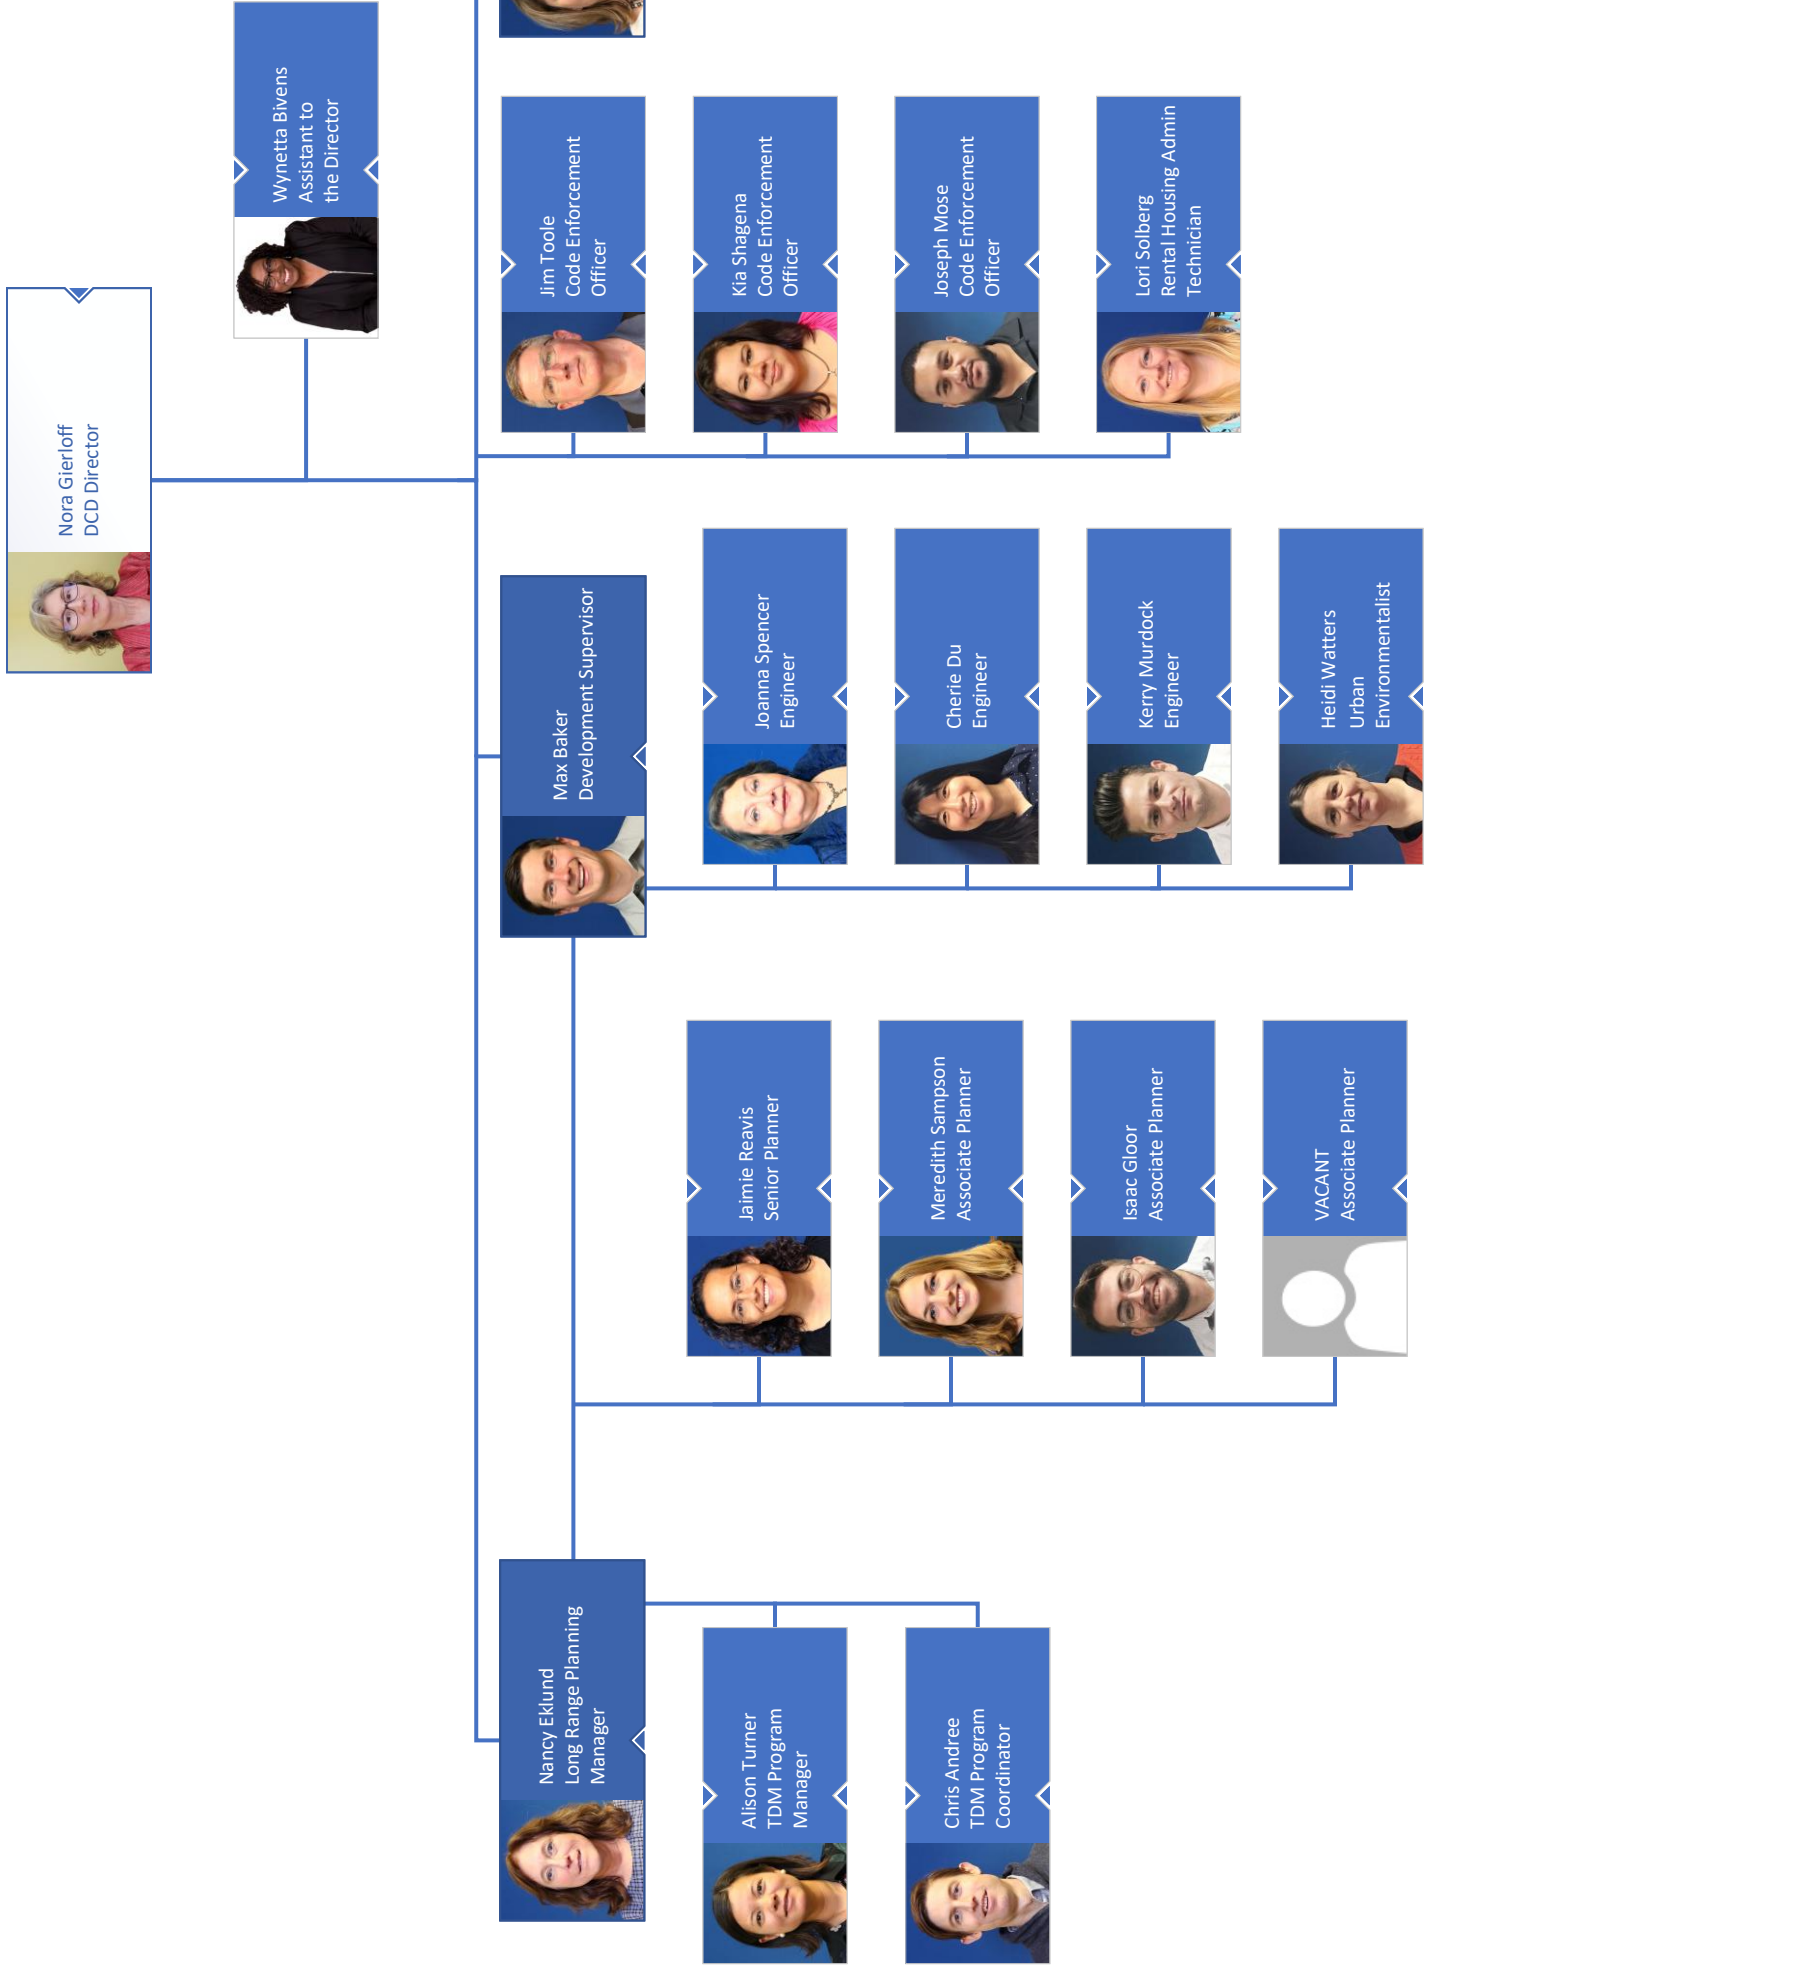 Nora Gierloff
DCD Director
Wynetta Bivens
Assistant to
the Director
Nancy Eklund
Long Range Planning
Manager
Max Baker
Development Supervisor
Alison Turner
TDM Program
Manager
Chris Andree
TDM Program
Coordinator
Jaimie Reavis
Senior Planner
Meredith Sampson
Associate Planner
Isaac Gloor
Associate Planner
VACANT
Associate Planner
Joanna Spencer
Engineer
Cherie Du
Engineer
Kerry Murdock
Engineer
Heidi Watters
Urban
Environmentalist
Jim Toole
Code Enforcement
Officer
Kia Shagena
Code Enforcement
Officer
Joseph Mose
Code Enforcement
Officer
Lori Solberg
Rental Housing Admin
Technician